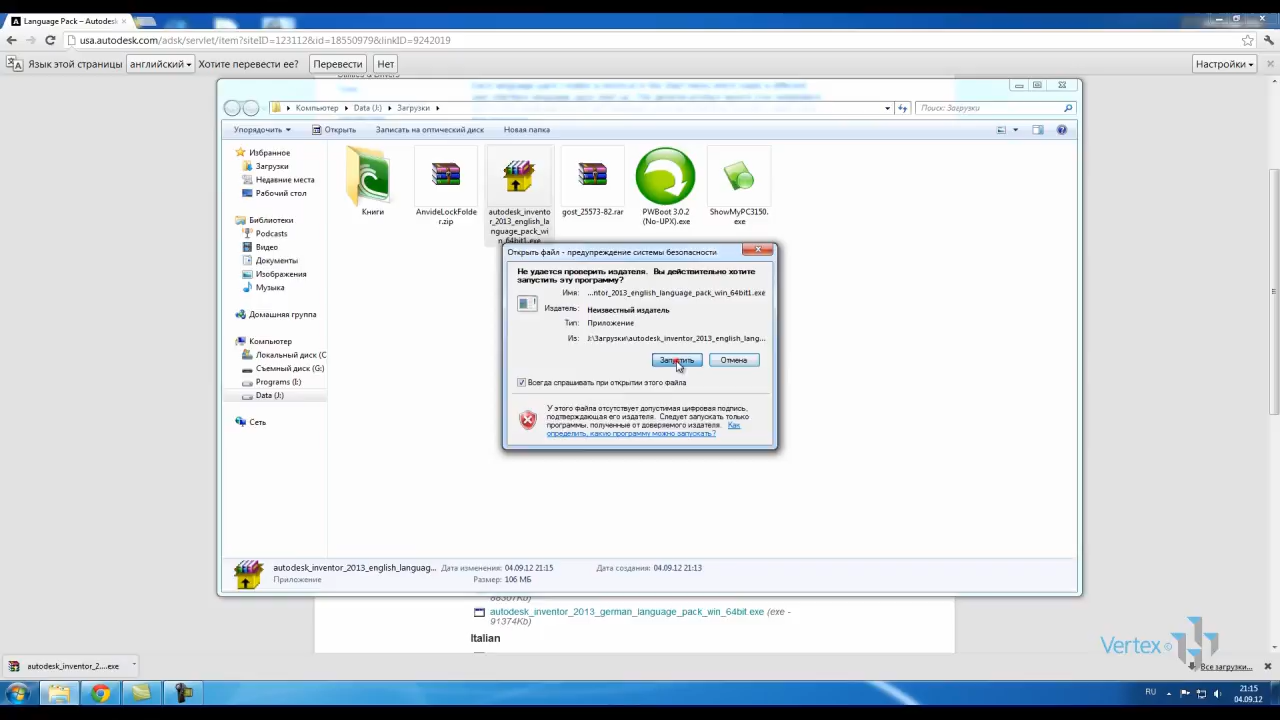 Language Pack – Autodes
usa.autodesk.com/adsk/servlet/item?siteID=123112&id=18550979&linkID=9242019
Язык этой страницы английский Хотите перевести ее? Перевести Нет Настройки
Компьютер Data (J:) Загрузки Поиск: Загрузки
Упорядочить Открыть Записать на оптический диск Новая папка
Избранное
Загрузки
Недавние места
Рабочий стол
Библиотеки
Podcasts
Видео
Документы
Изображения
Музыка
Домашняя группа
Компьютер
Локальный диск (C
Съемный диск (G:)
Programs (I:)
Data (J:)
Сеть
Книги
AnvideLockFolde
r.zip
autodesk_invento
r_2013_english_la
nguage_pack_wi
n_64bit1.exe
gost_25573-82.rar
PWBoot 3.0.2
(No-UPX).exe
ShowMyPC3150.
exe
Открыть файл - предупреждение системы безопасности
Не удается проверить издателя. Вы действительно хотите
запустить эту программу?
Имя: ...ntor_2013_english_language_pack_win_64bit1.exe
Издатель: Неизвестный издатель
Тип: Приложение
Из: J:\Загрузки\autodesk_inventor_2013_english_lang...
Запустить Отмена
Всегда спрашивать при открытии этого файла
У этого файла отсутствует допустимая цифровая подпись,
подтверждающая его издателя. Следует запускать только
программы, полученные от доверяемого издателя. Как
определить, какую программу можно запускать?
autodesk_inventor_2013_english_languag... Дата изменения: 04.09.12 21:15 Дата создания: 04.09.12 21:13
Приложение Размер: 106 МБ
88307Kb)
autodesk_inventor_2013_german_language_pack_win_64bit.exe (exe -
91374Kb)
Italian
Vertex
autodesk_inventor_2....exe Все загрузки...
RU 21:15
04.09.12